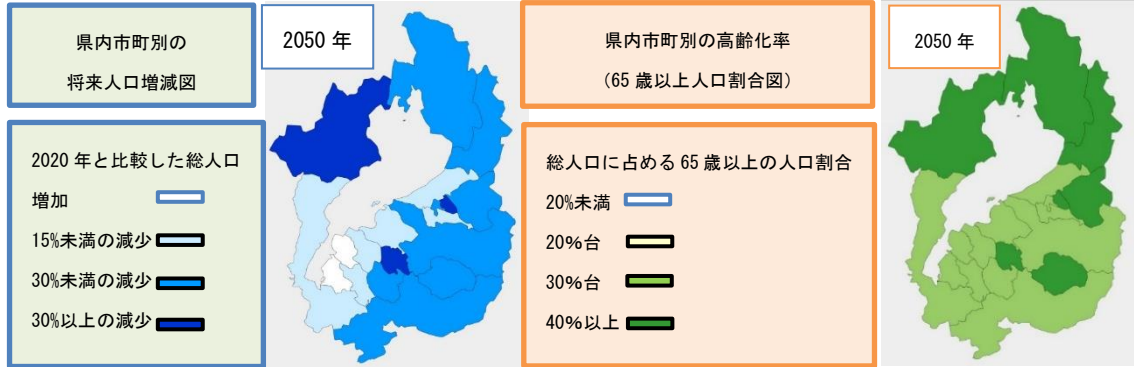 県内市町別の
将来人口増減図
2050 年
2020 年と比較した総人口
増加
15%未満の減少
30%未満の減少
30%以上の減少
県内市町別の高齢化率
(65 歳以上人口割合図)
2050 年
総人口に占める 65 歳以上の人口割合
20%未満
20%台
30%台
40%以上